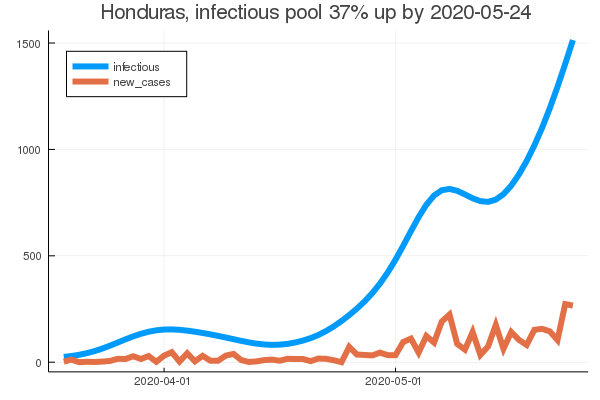 Honduras, infectious pool 37% up by 2020-05-24
1500
infectious
new_cases
1000
500
0
2020-04-01
2020-05-01